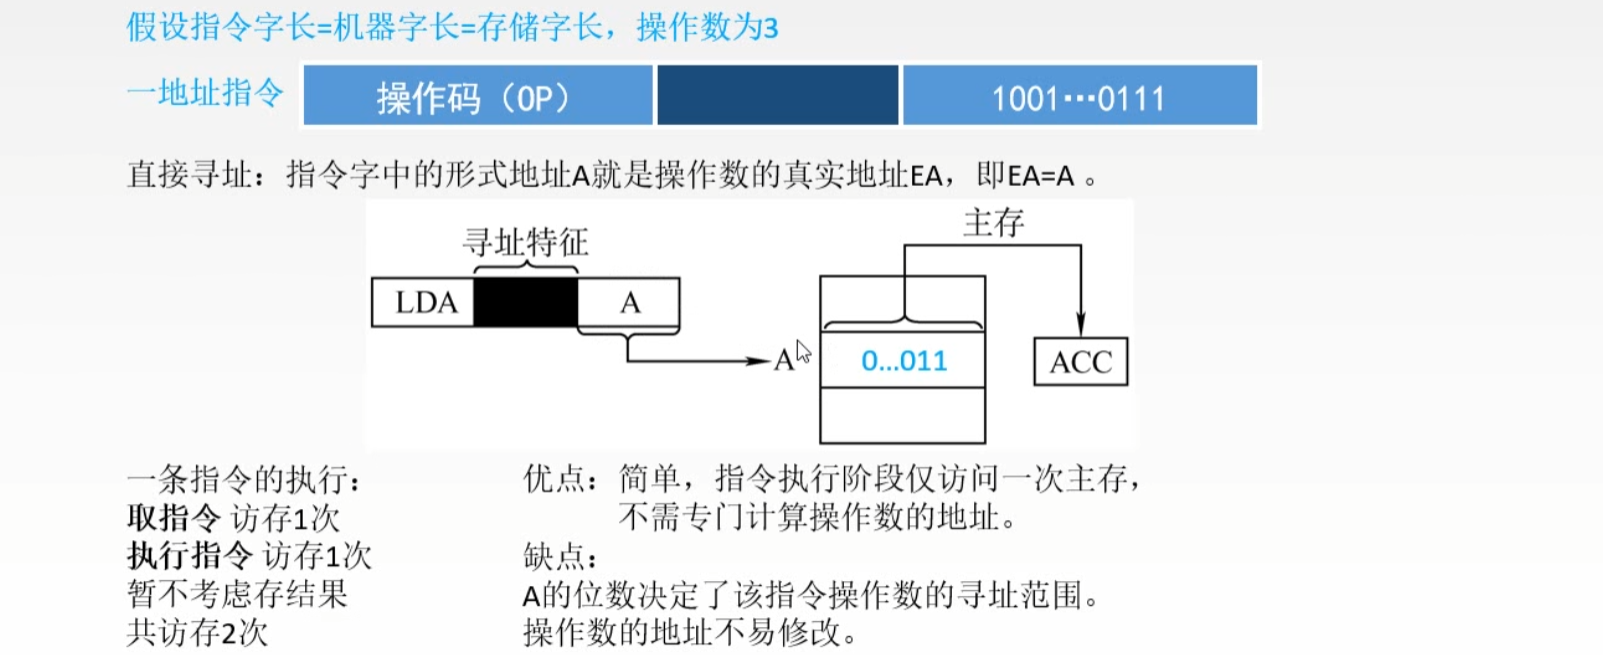 假设指令字长=机器字长=存储字长，操作数为3
一地址指令 操作码（OP） 1001…0111
直接寻址：指令字中的形式地址A就是操作数的真实地址EA，即EA=A 。
主存
寻址特征
LDA A
A 0...011 ACC
一条指令的执行：
取指令 访存1次
执行指令 访存1次
暂不考虑存结果
共访存2次
优点：简单，指令执行阶段仅访问一次主存，
不需专门计算操作数的地址。
缺点：
A的位数决定了该指令操作数的寻址范围。
操作数的地址不易修改。